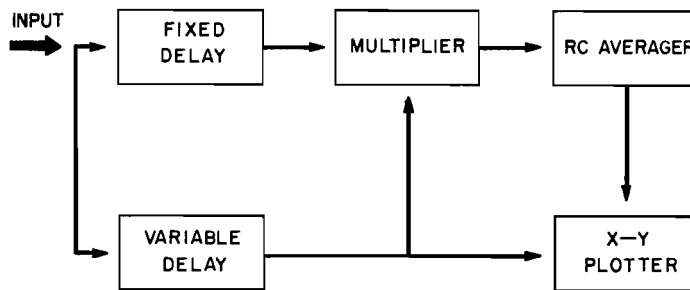 INPUT
FIXED
DELAY
MULTIPLIER
RC AVERAGER
VARIABLE
DELAY
X-Y
PLOTTER